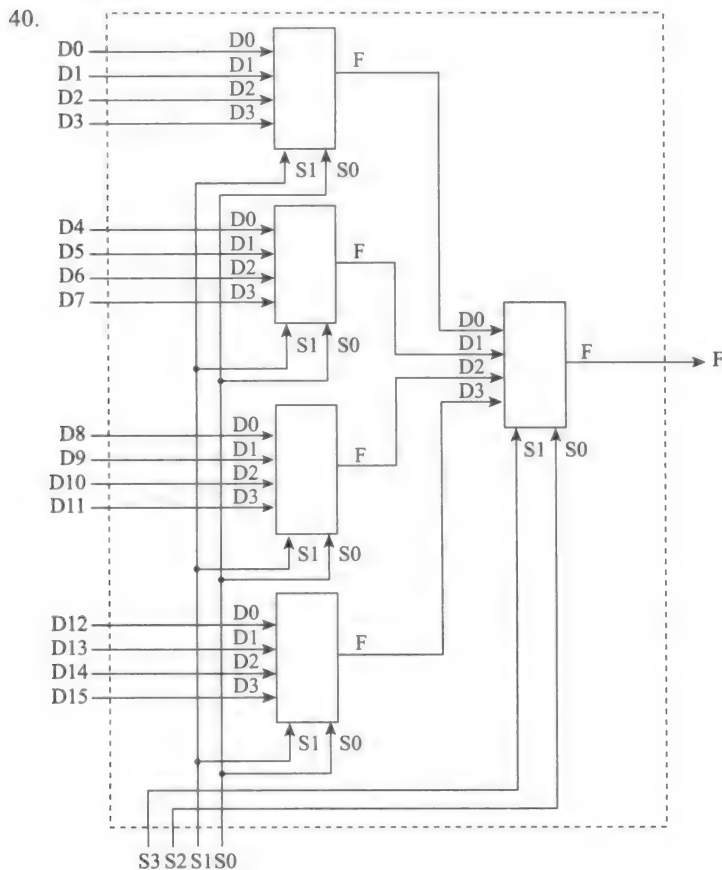 40.
D0 D0 F
D1 D1
D2 D2
D3 D3
S1 S0
D4 D0 F
D5 D1
D6 D2
D7 D3
S1 S0
D0 F F
D1
D2
D3
S1 S0
D8 D0 F
D9 D1
D10 D2
D11 D3
S1 S0
D12 D0 F
D13 D1
D14 D2
D15 D3
S1 S0
S3 S2 S1 S0